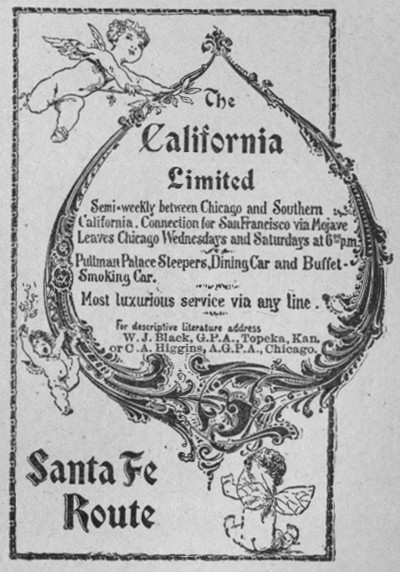 The
California
Limited
Semi-weekly between Chicago and Southern
California. Connection for San Francisco via Mojave
Leaves Chicago Wednesdays and Saturdays at 6⁰⁰ p.m.
Pullman Palace Sleepers, Dining Car and Buffet-
Smoking Car.
Most luxurious service via any line.
For descriptive literature address
W. J. Black, G.P.A., Topeka, Kan.
or C. A. Higgins, A.G.P.A., Chicago.
Santa Fe
Route